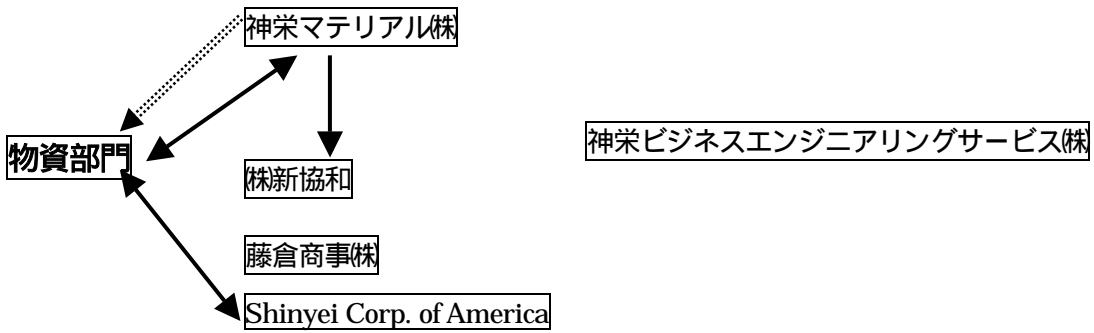 神栄マテリアル㈱
神栄ビジネスエンジニアリングサービス㈱
物資部門
㈱新協和
藤倉商事㈱
Shinyei Corp. of America